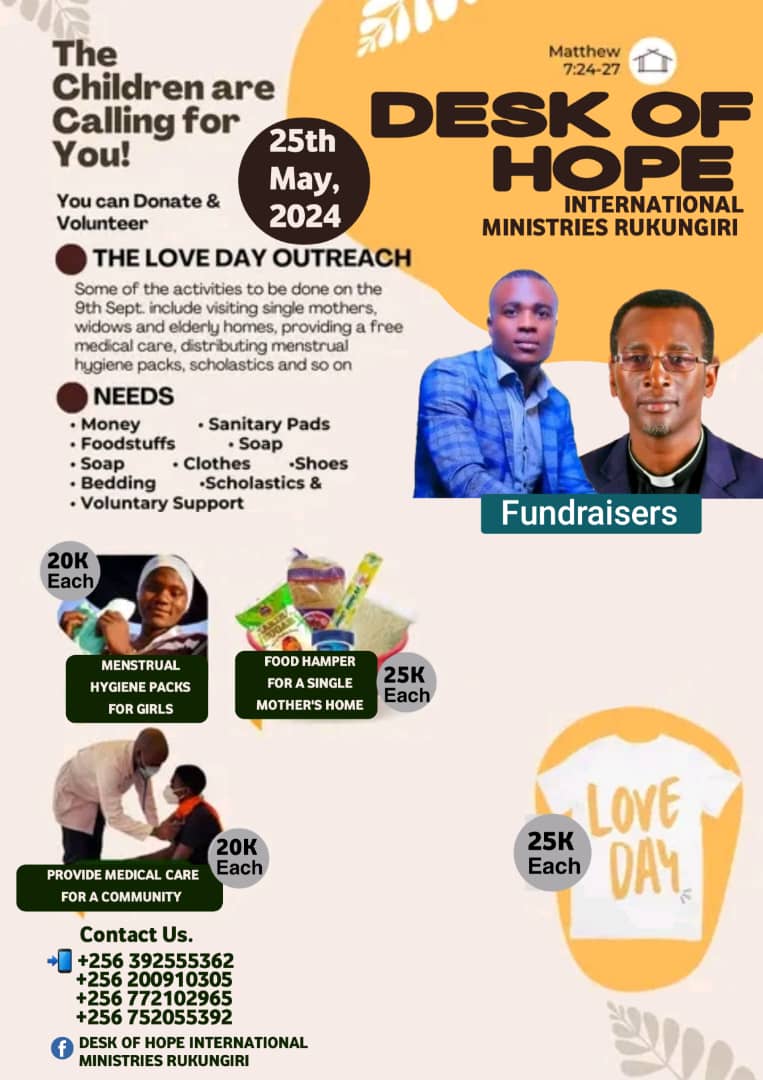 The
Children are
Calling for
You!
You can Donate &
Volunteer
25th
May,
2024
Matthew
7:24-27
DESK OF
HOPE
INTERNATIONAL
MINISTRIES RUKUNGIRI
THE LOVE DAY OUTREACH
Some of the activities to be done on the
9th Sept. include visiting single mothers,
widows and elderly homes, providing a free
medical care, distributing menstrual
hygiene packs, scholastics and so on
NEEDS
• Money • Sanitary Pads
• Foodstuffs • Soap
• Soap • Clothes •Shoes
• Bedding •Scholastics &
• Voluntary Support
Fundraisers
20K
Each
MENSTRUAL
HYGIENE PACKS
FOR GIRLS
FOOD HAMPER
FOR A SINGLE
MOTHER'S HOME
25K
Each
PROVIDE MEDICAL CARE
FOR A COMMUNITY
20K
Each
25K
Each
LOVE
DAY
Contact Us.
+256 392555362
+256 200910305
+256 772102965
+256 752055392
DESK OF HOPE INTERNATIONAL
MINISTRIES RUKUNGIRI